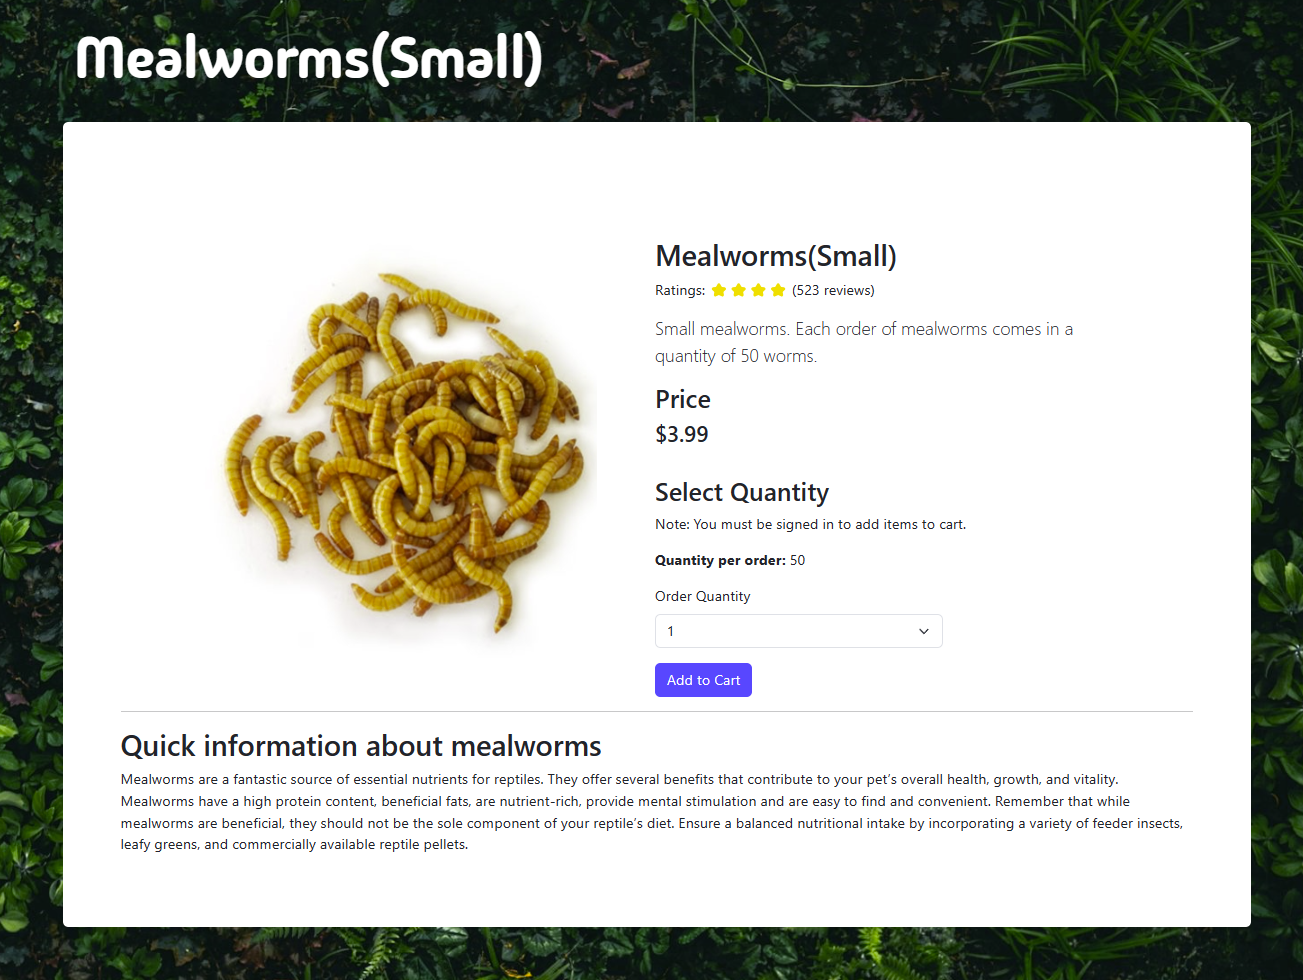 Mealworms(Small)
Mealworms(Small)
Ratings: (523 reviews)
Small mealworms. Each order of mealworms comes in a
quantity of 50 worms.
Price
$3.99
Select Quantity
Note: You must be signed in to add items to cart.
Quantity per order: 50
Order Quantity
1
Add to Cart
Quick information about mealworms
Mealworms are a fantastic source of essential nutrients for reptiles. They offer several benefits that contribute to your pet’s overall health, growth, and vitality.
Mealworms have a high protein content, beneficial fats, are nutrient-rich, provide mental stimulation and are easy to find and convenient. Remember that while
mealworms are beneficial, they should not be the sole component of your reptile’s diet. Ensure a balanced nutritional intake by incorporating a variety of feeder insects,
leafy greens, and commercially available reptile pellets.